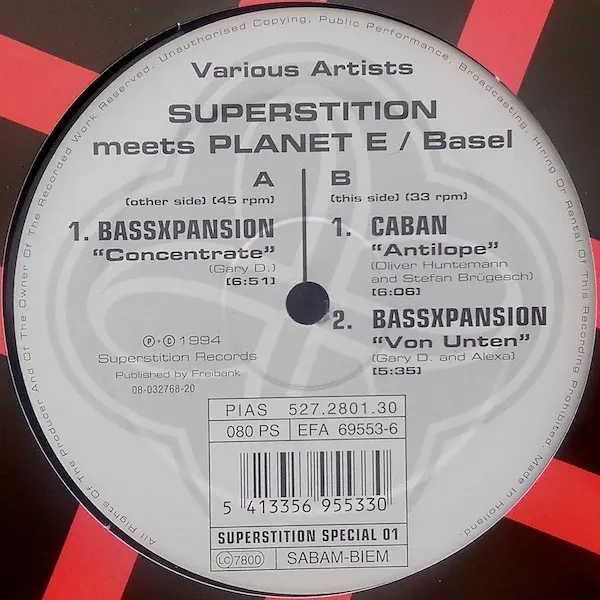 All Rights Of The Producer And Of The Owner Of The Recorded Work Reserved. Unauthorised Copying, Public Performance, Broadcasting, Hiring Or Rental Of This Recording Prohibited. Made In Holland.
Various Artists
SUPERSTITION
meets PLANET E / Basel
A
(other side) (45 rpm)
1. BASSXPANSION
"Concentrate"
(Gary D.)
[6:51]
B
(this side) (33 rpm)
1. CABAN
"Antilope"
(Oliver Huntemann
and Stefan Brügesch)
[6:06]
2. BASSXPANSION
"Von Unten"
(Gary D. and Alexa)
[5:35]
℗+© 1994
Superstition Records
Published by Freibank
08-032768-20
PIAS 527.2801.30
080 PS EFA 69553-6
5 413356 955330
SUPERSTITION SPECIAL 01
LC 7800 SABAM-BIEM